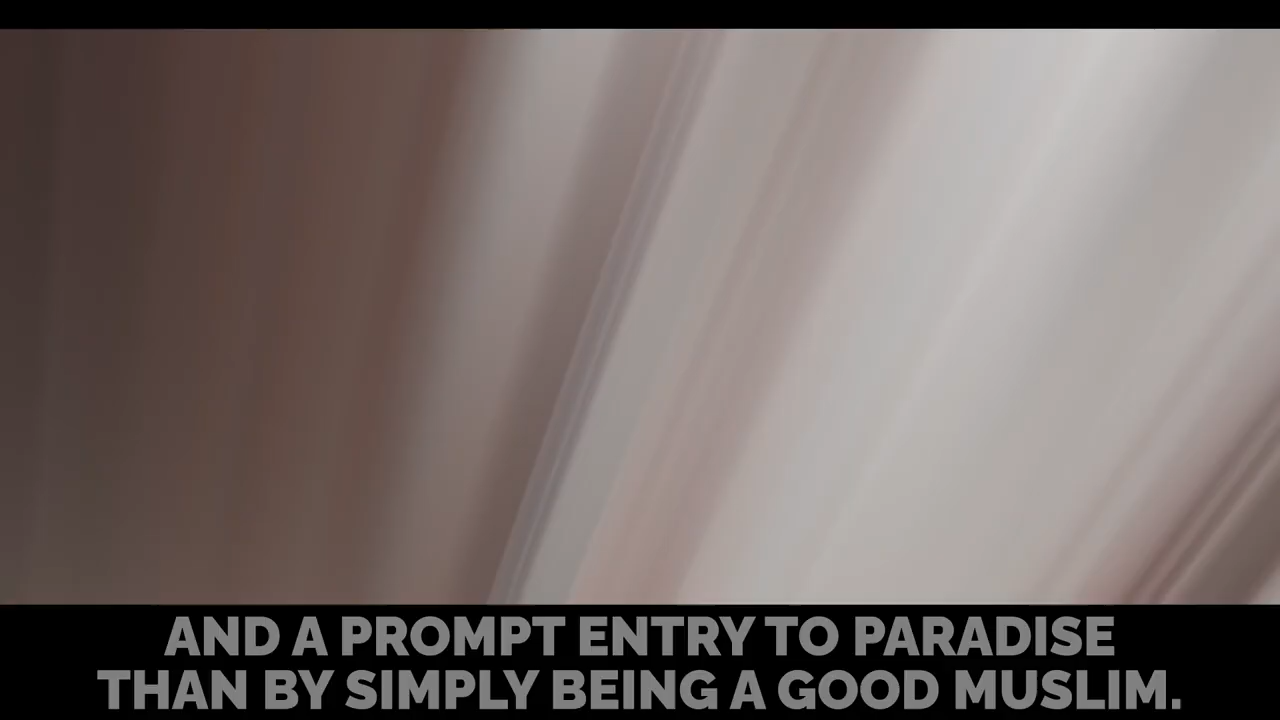 AND A PROMPT ENTRY TO PARADISE
THAN BY SIMPLY BEING A GOOD MUSLIM.